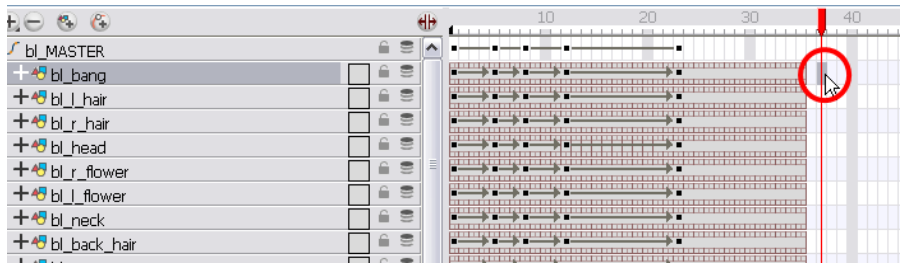 10 20 30 40
bl_MASTER
bl_bang
bl_l_hair
bl_r_hair
bl_head
bl_r_flower
bl_l_flower
bl_neck
bl_back_hair